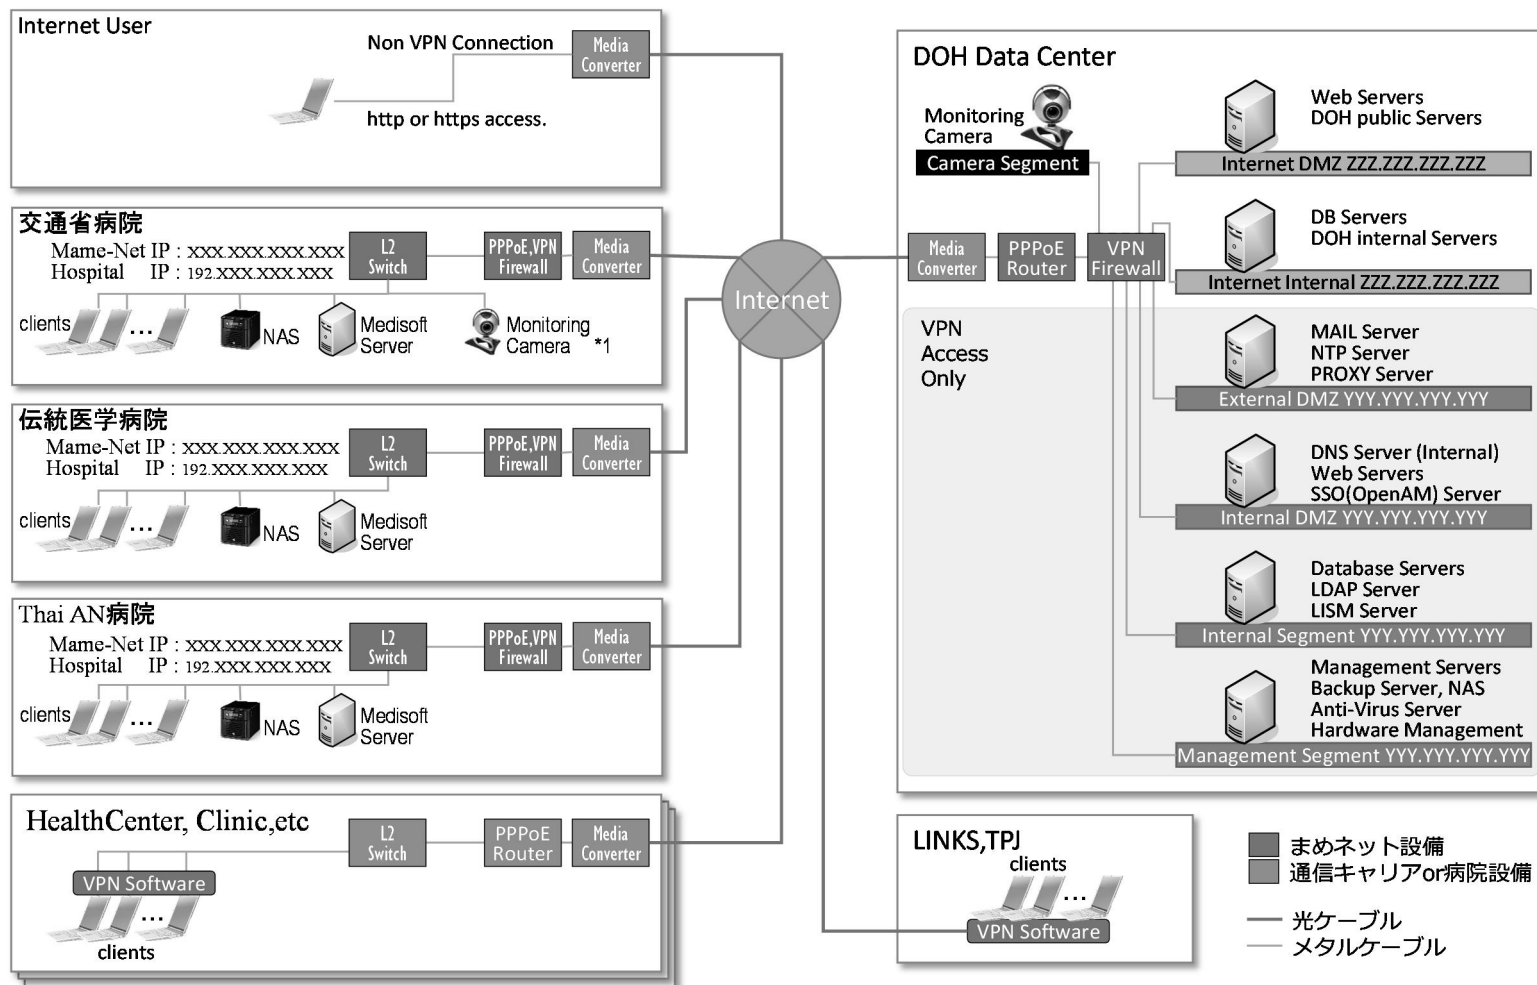 Internet User
Non VPN Connection
Media
Converter
http or https access.
交通省病院
Mame-Net IP : XXX.XXX.XXX.XXX
Hospital IP : 192.XXX.XXX.XXX
L2
Switch
PPPoE,VPN
Firewall
Media
Converter
clients
...
NAS
Medisoft
Server
Monitoring
Camera *1
伝統医学病院
Mame-Net IP : XXX.XXX.XXX.XXX
Hospital IP : 192.XXX.XXX.XXX
L2
Switch
PPPoE,VPN
Firewall
Media
Converter
clients
...
NAS
Medisoft
Server
Thai AN病院
Mame-Net IP : XXX.XXX.XXX.XXX
Hospital IP : 192.XXX.XXX.XXX
L2
Switch
PPPoE,VPN
Firewall
Media
Converter
clients
...
NAS
Medisoft
Server
HealthCenter, Clinic,etc
L2
Switch
PPPoE
Router
Media
Converter
VPN Software
...
clients
Internet
DOH Data Center
Monitoring
Camera
Camera Segment
Web Servers
DOH public Servers
Internet DMZ ZZZ.ZZZ.ZZZ.ZZZ
Media
Converter
PPPoE
Router
VPN
Firewall
DB Servers
DOH internal Servers
Internet Internal ZZZ.ZZZ.ZZZ.ZZZ
VPN
Access
Only
MAIL Server
NTP Server
PROXY Server
External DMZ YYY.YYY.YYY.YYY
DNS Server (Internal)
Web Servers
SSO(OpenAM) Server
Internal DMZ YYY.YYY.YYY.YYY
Database Servers
LDAP Server
LISM Server
Internal Segment YYY.YYY.YYY.YYY
Management Servers
Backup Server, NAS
Anti-Virus Server
Hardware Management
Management Segment YYY.YYY.YYY.YYY
LINKS,TPJ
clients
...
VPN Software
まめネット設備
通信キャリアor病院設備
光ケーブル
メタルケーブル